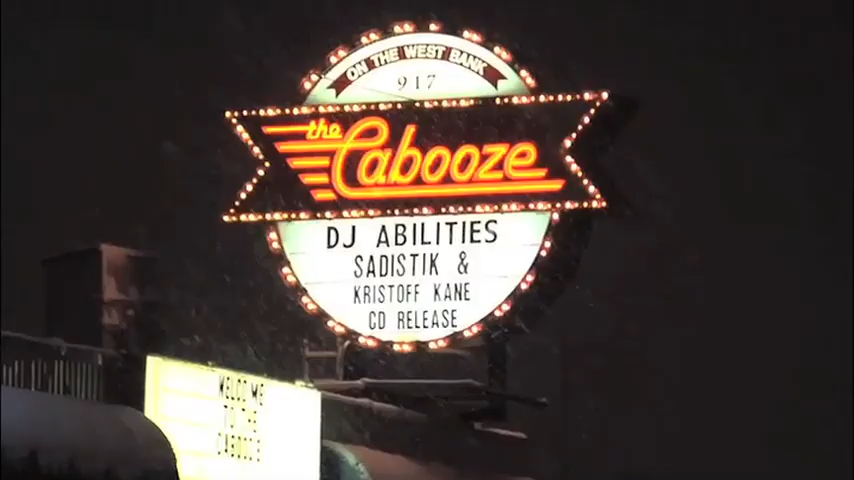 ON THE WEST BANK
917
the
Cabooze
DJ ABILITIES
SADISTIK &
KRISTOFF KANE
CD RELEASE
WELCOME
TO THE
CABOOZE